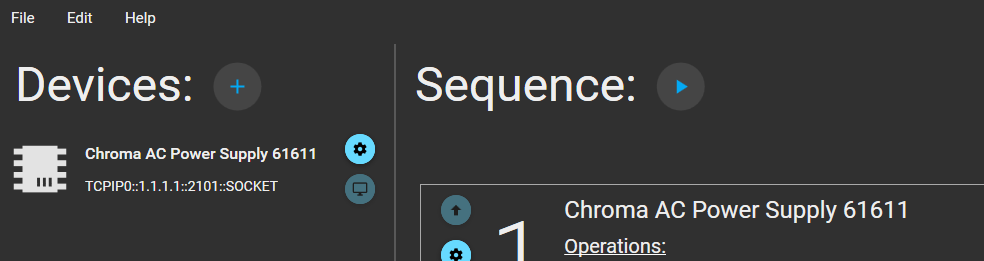 File Edit Help
Devices:
Chroma AC Power Supply 61611
TCPIP0::1.1.1.1::2101::SOCKET
Sequence:
1
Chroma AC Power Supply 61611
Operations: